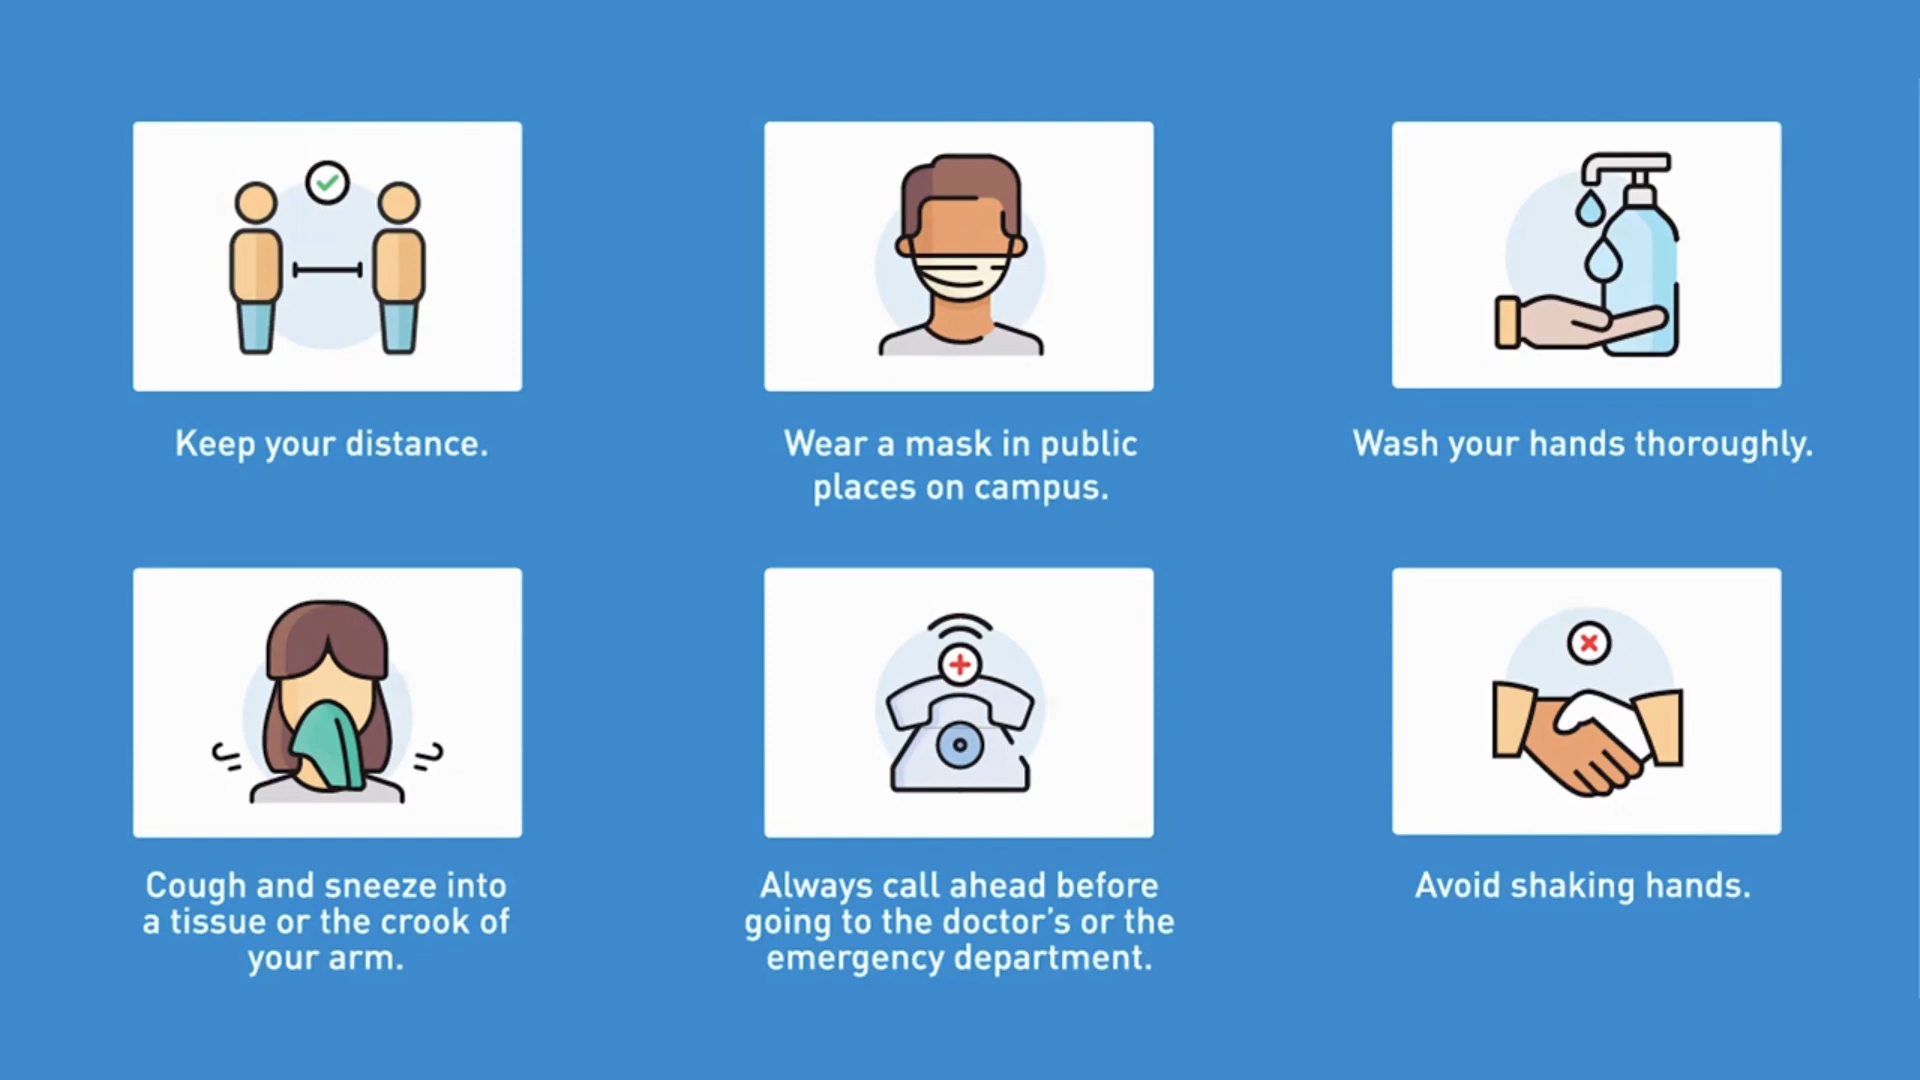 Keep your distance.
Wear a mask in public
places on campus.
Wash your hands thoroughly.
Cough and sneeze into
a tissue or the crook of
your arm.
Always call ahead before
going to the doctor's or the
emergency department.
Avoid shaking hands.